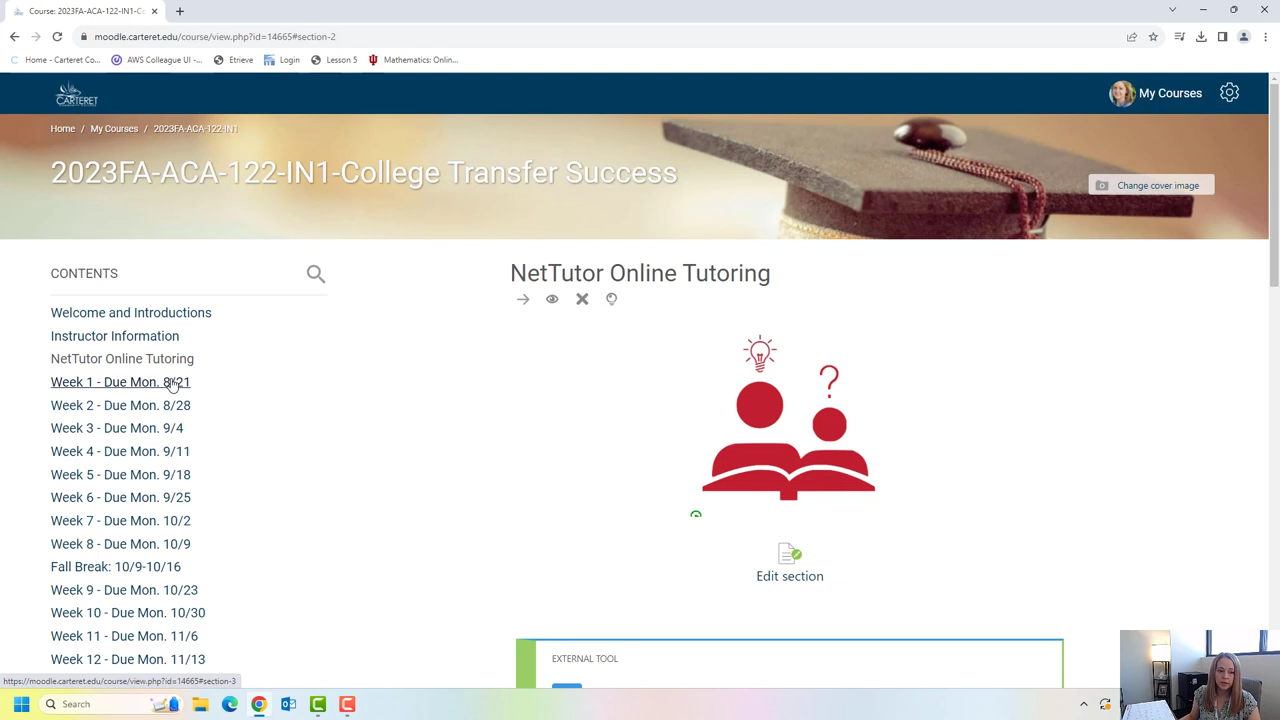 Course: 2023FA-ACA-122-IN1-C
moodle.carteret.edu/course/view.php?id=14665#section-2
Home - Carteret Co...
AWS Colleague UI -...
Etrieve
Login
Lesson 5
Mathematics: Onlin...
CARTERET
My Courses
Home / My Courses / 2023FA-ACA-122-IN1
2023FA-ACA-122-IN1-College Transfer Success
Change cover image
CONTENTS
Welcome and Introductions
Instructor Information
NetTutor Online Tutoring
Week 1 - Due Mon. 8/21
Week 2 - Due Mon. 8/28
Week 3 - Due Mon. 9/4
Week 4 - Due Mon. 9/11
Week 5 - Due Mon. 9/18
Week 6 - Due Mon. 9/25
Week 7 - Due Mon. 10/2
Week 8 - Due Mon. 10/9
Fall Break: 10/9-10/16
Week 9 - Due Mon. 10/23
Week 10 - Due Mon. 10/30
Week 11 - Due Mon. 11/6
Week 12 - Due Mon. 11/13
NetTutor Online Tutoring
?
Edit section
EXTERNAL TOOL
https://moodle.carteret.edu/course/view.php?id=14665#section-3
Search